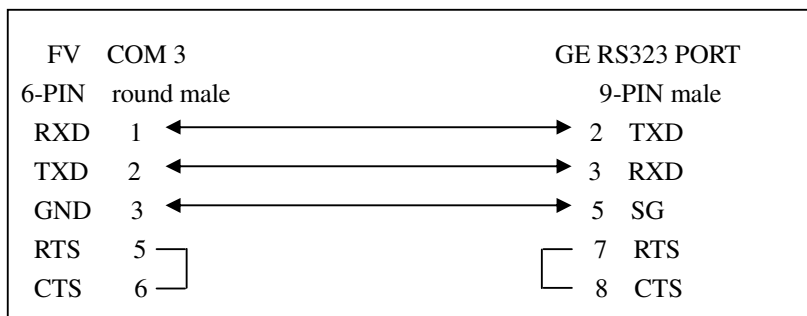 FV COM 3 GE RS323 PORT
6-PIN round male 9-PIN male
RXD 1 2 TXD
TXD 2 3 RXD
GND 3 5 SG
RTS 5 7 RTS
CTS 6 8 CTS